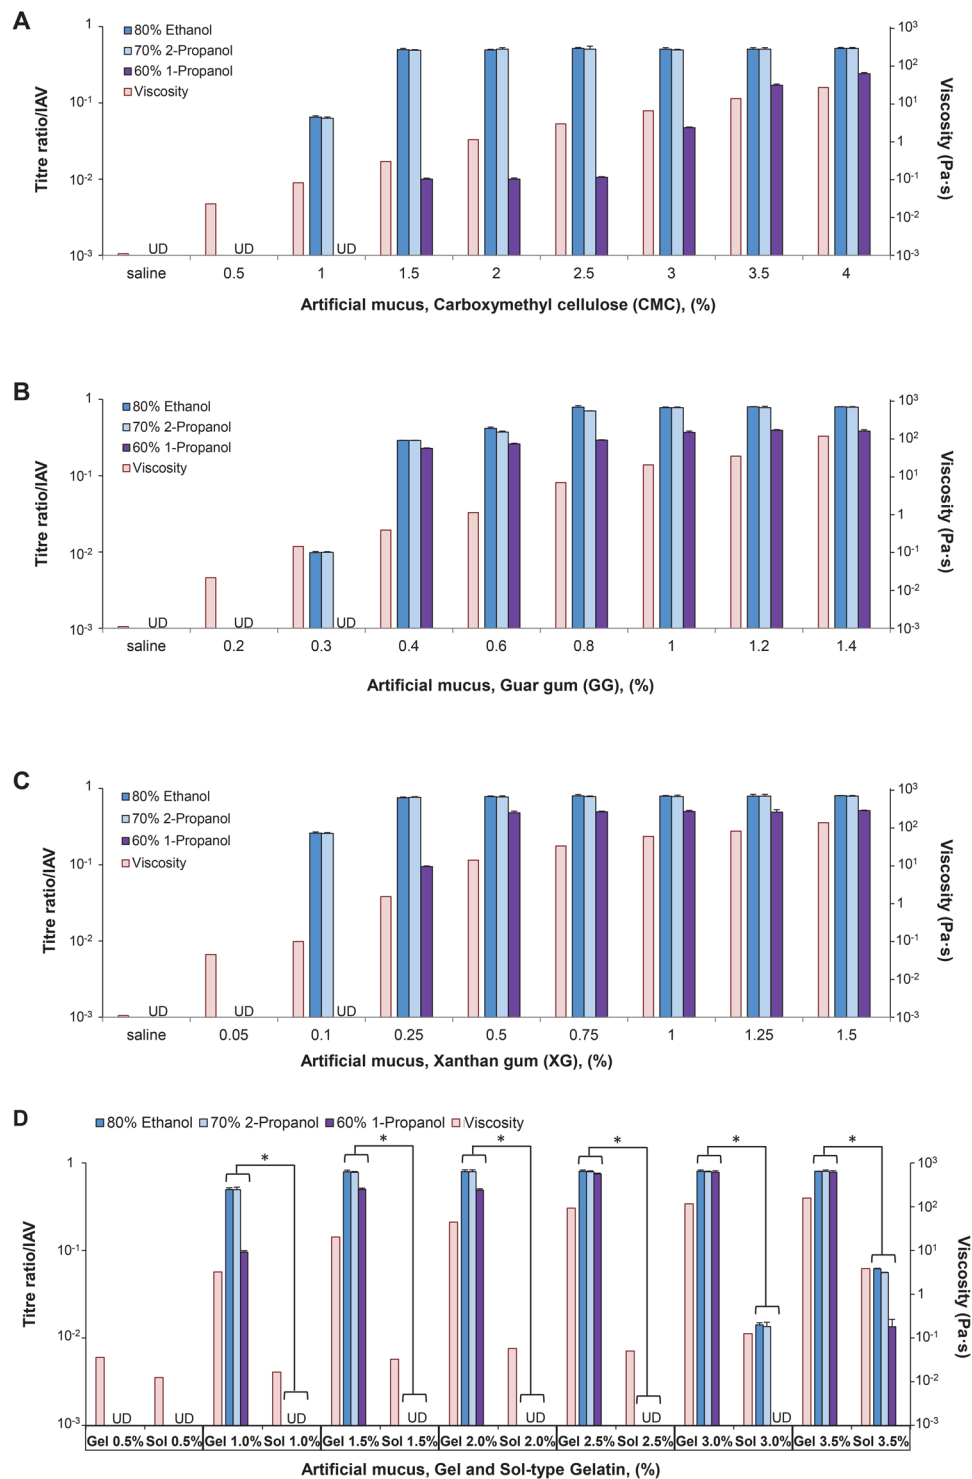 A
80% Ethanol
70% 2-Propanol
60% 1-Propanol
Viscosity
Titre ratio/IAV
Viscosity (Pa·s)
1
10-1
10-2
10-3
103
102
101
1
10-1
10-2
10-3
UD UD UD
saline 0.5 1 1.5 2 2.5 3 3.5 4
Artificial mucus, Carboxymethyl cellulose (CMC), (%)
B
80% Ethanol
70% 2-Propanol
60% 1-Propanol
Viscosity
Titre ratio/IAV
Viscosity (Pa·s)
1
10-1
10-2
10-3
103
102
101
1
10-1
10-2
10-3
UD UD UD
saline 0.2 0.3 0.4 0.6 0.8 1 1.2 1.4
Artificial mucus, Guar gum (GG), (%)
C
80% Ethanol
70% 2-Propanol
60% 1-Propanol
Viscosity
Titre ratio/IAV
Viscosity (Pa·s)
1
10-1
10-2
10-3
103
102
101
1
10-1
10-2
10-3
UD UD UD
saline 0.05 0.1 0.25 0.5 0.75 1 1.25 1.5
Artificial mucus, Xanthan gum (XG), (%)
D
80% Ethanol 70% 2-Propanol 60% 1-Propanol Viscosity
* * * * * *
Titre ratio/IAV
Viscosity (Pa·s)
1
10-1
10-2
10-3
103
102
101
1
10-1
10-2
10-3
UD UD UD UD UD UD UD
Gel 0.5% Sol 0.5% Gel 1.0% Sol 1.0% Gel 1.5% Sol 1.5% Gel 2.0% Sol 2.0% Gel 2.5% Sol 2.5% Gel 3.0% Sol 3.0% Gel 3.5% Sol 3.5%
Artificial mucus, Gel and Sol-type Gelatin, (%)